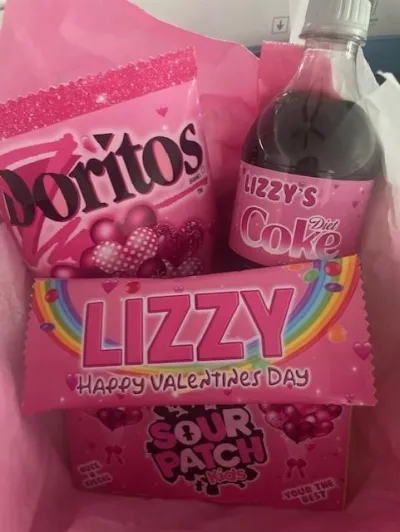 Doritos
LIZZY'S
Diet
Coke
LIZZY
HAPPY VALENTINES DAY
SOUR
PATCH
Kids
YOUR THE
BEST